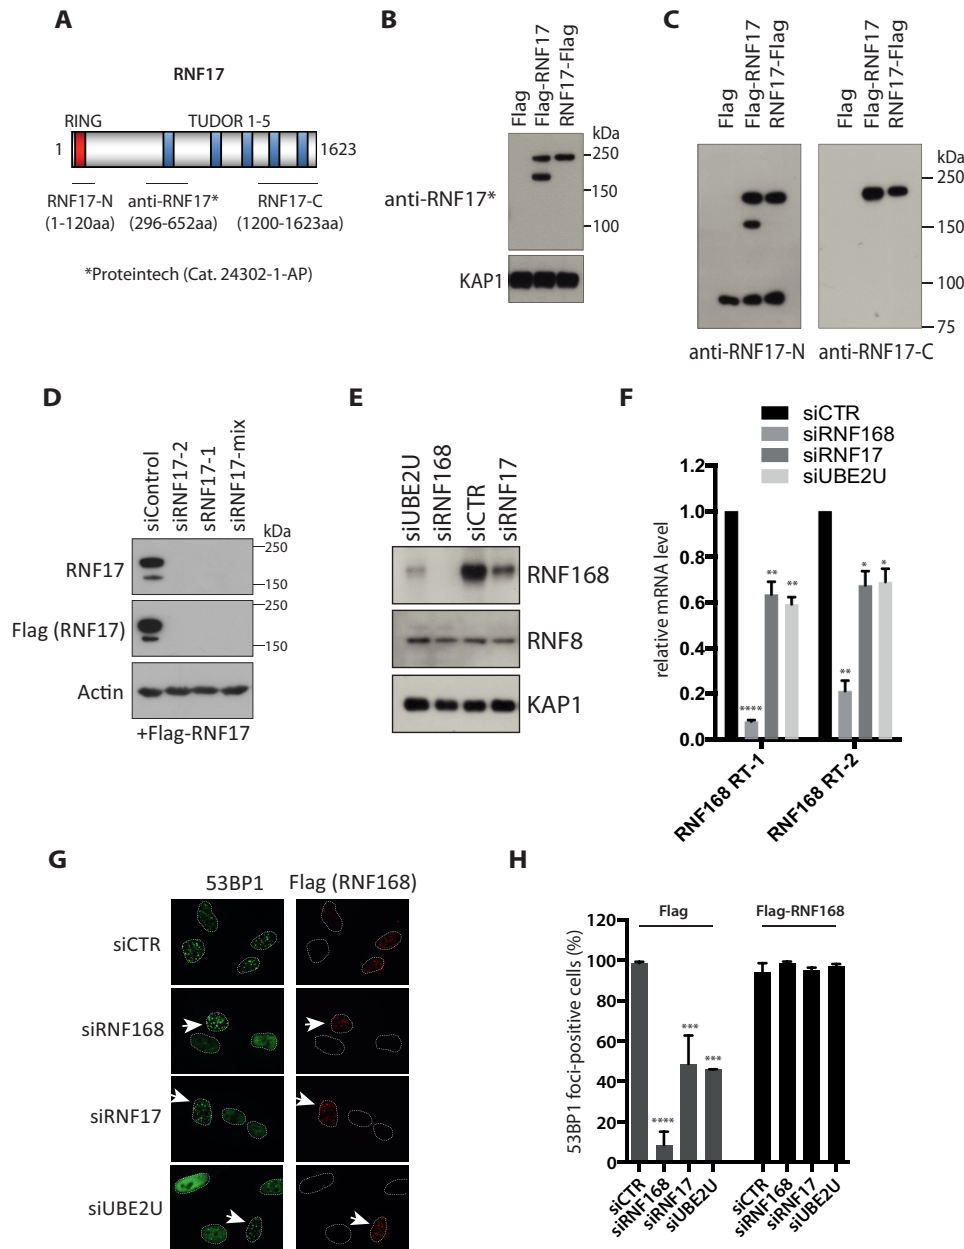 A
RNF17
RING
TUDOR 1-5
1
1623
RNF17-N
(1-120aa)
anti-RNF17*
(296-652aa)
RNF17-C
(1200-1623aa)
*Proteintech (Cat. 24302-1-AP)
B
Flag
Flag-RNF17
RNF17-Flag
kDa
250
150
100
anti-RNF17*
KAP1
C
Flag
Flag-RNF17
RNF17-Flag
Flag
Flag-RNF17
RNF17-Flag
kDa
250
150
100
75
anti-RNF17-N
anti-RNF17-C
D
siControl
siRNF17-2
sRNF17-1
siRNF17-mix
kDa
250
150
250
150
RNF17
Flag (RNF17)
Actin
+Flag-RNF17
E
siUBE2U
siRNF168
siCTR
siRNF17
RNF168
RNF8
KAP1
F
siCTR
siRNF168
siRNF17
siUBE2U
relative mRNA level
1.2
1.0
0.8
0.6
0.4
0.2
0.0
****
**
**
**
*
*
RNF168 RT-1
RNF168 RT-2
G
53BP1
Flag (RNF168)
siCTR
siRNF168
siRNF17
siUBE2U
H
Flag
Flag-RNF168
53BP1 foci-positive cells (%)
120
100
80
60
40
20
0
****
***
***
siCTR
siRNF168
siRNF17
siUBE2U
siCTR
siRNF168
siRNF17
siUBE2U